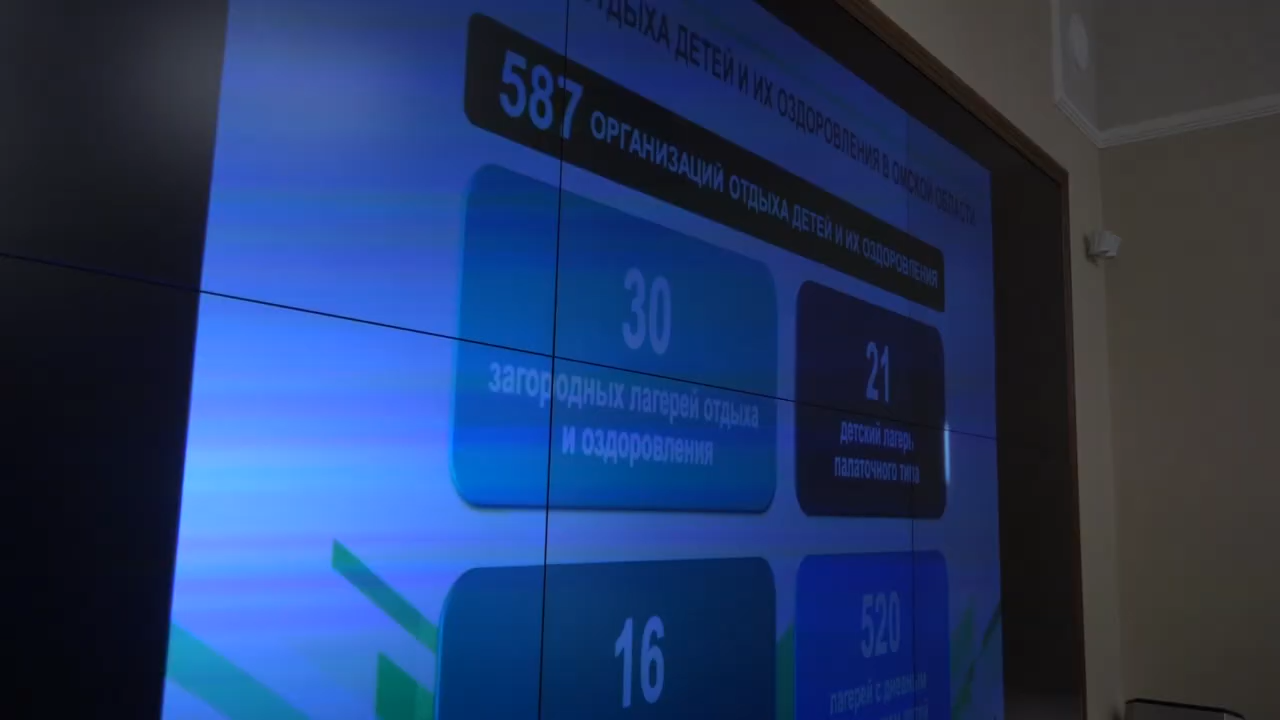 ОТДЫХА ДЕТЕЙ И ИХ ОЗДОРОВЛЕНИЯ В ОМСКОЙ ОБЛАСТИ
587 ОРГАНИЗАЦИЙ ОТДЫХА ДЕТЕЙ И ИХ ОЗДОРОВЛЕНИЯ
30
загородных лагерей отдыха
и оздоровления
21
детский лагерь
палаточного типа
16
520
лагерей с дневным